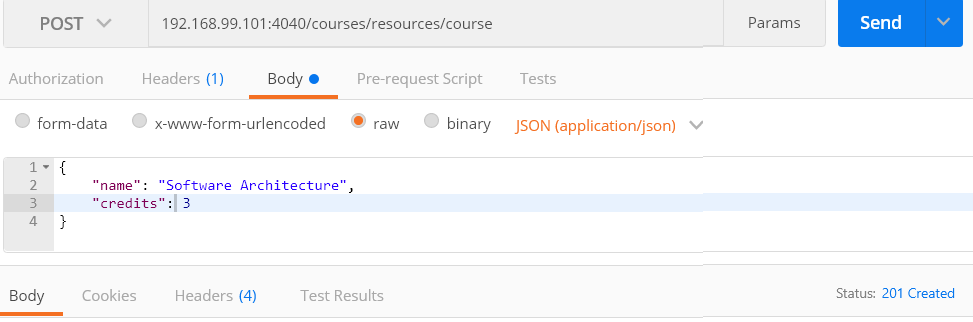 POST 192.168.99.101:4040/courses/resources/course Params Send
Authorization Headers (1) Body Pre-request Script Tests
form-data x-www-form-urlencoded raw binary JSON (application/json)
1 {
2 "name": "Software Architecture",
3 "credits": 3
4 }
Body Cookies Headers (4) Test Results Status: 201 Created